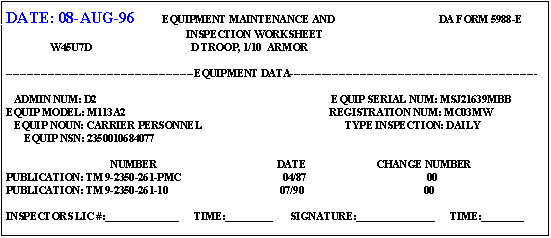 DATE: 08-AUG-96 EQUIPMENT MAINTENANCE AND DA FORM 5988-E
INSPECTION WORKSHEET
W45U7D D TROOP, 1/10 ARMOR
--------------------------------EQUIPMENT DATA------------------------------------------
ADMIN NUM: D2 EQUIP SERIAL NUM: MSJ21639MBB
EQUIP MODEL: M113A2 REGISTRATION NUM: MC03MW
EQUIP NOUN: CARRIER PERSONNEL TYPE INSPECTION: DAILY
EQUIP NSN: 2350010684077
NUMBER DATE CHANGE NUMBER
PUBLICATION: TM 9-2350-261-PMC 04/87 00
PUBLICATION: TM 9-2350-261-10 07/90 00
INSPECTORS LIC #:______________ TIME:_________ SIGNATURE:_______________ TIME:________